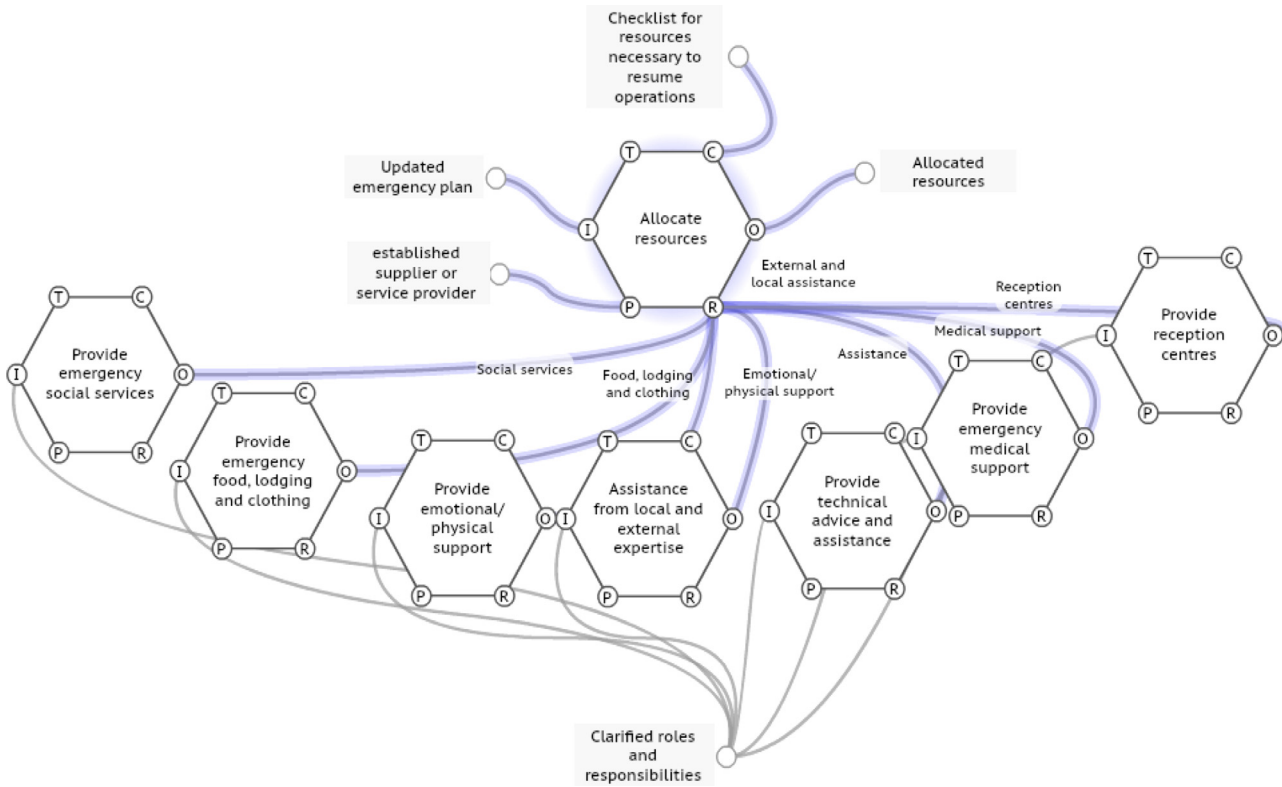 Checklist for
resources
necessary to
resume
operations
Updated
emergency plan
T
C
Allocated
resources
I
Allocate
resources
O
established
supplier or
service provider
P
R
External and
local assistance
Reception
centres
Medical support
Assistance
Emotional/
physical support
Food, lodging
and clothing
Social services
T
C
I
Provide
reception
centres
O
P
R
T
C
I
Provide
emergency
social services
O
P
R
T
C
I
Provide
emergency
food, lodging
and clothing
O
P
R
T
C
I
Provide
emotional/
physical
support
O
P
R
T
C
I
Assistance
from local and
external
expertise
O
P
R
T
C
I
Provide
technical
advice and
assistance
O
P
R
T
C
I
Provide
emergency
medical
support
O
P
R
Clarified roles
and
responsibilities